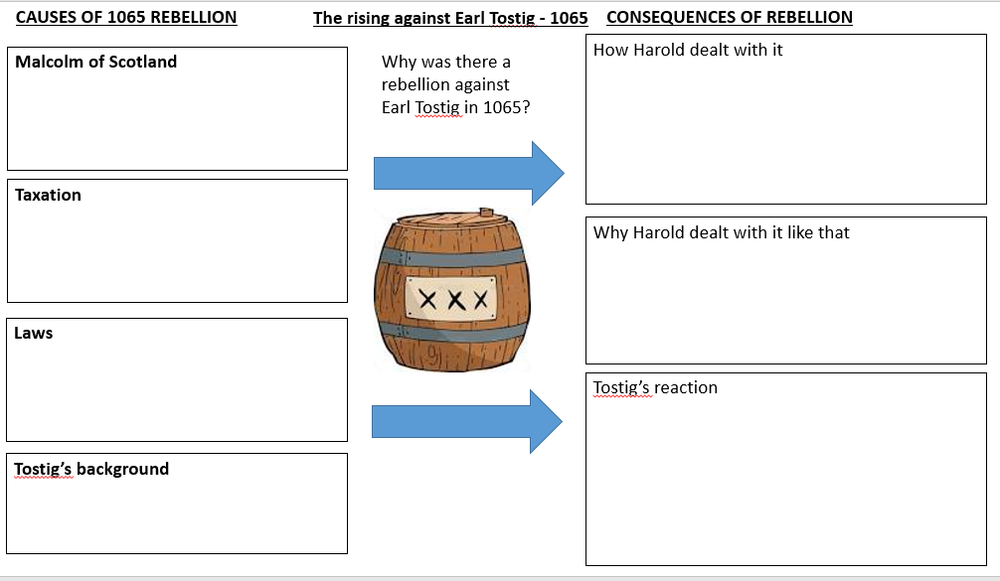 CAUSES OF 1065 REBELLION
The rising against Earl Tostig - 1065
CONSEQUENCES OF REBELLION
Malcolm of Scotland
Taxation
Laws
Tostig’s background
Why was there a
rebellion against
Earl Tostig in 1065?
X X X
How Harold dealt with it
Why Harold dealt with it like that
Tostig’s reaction